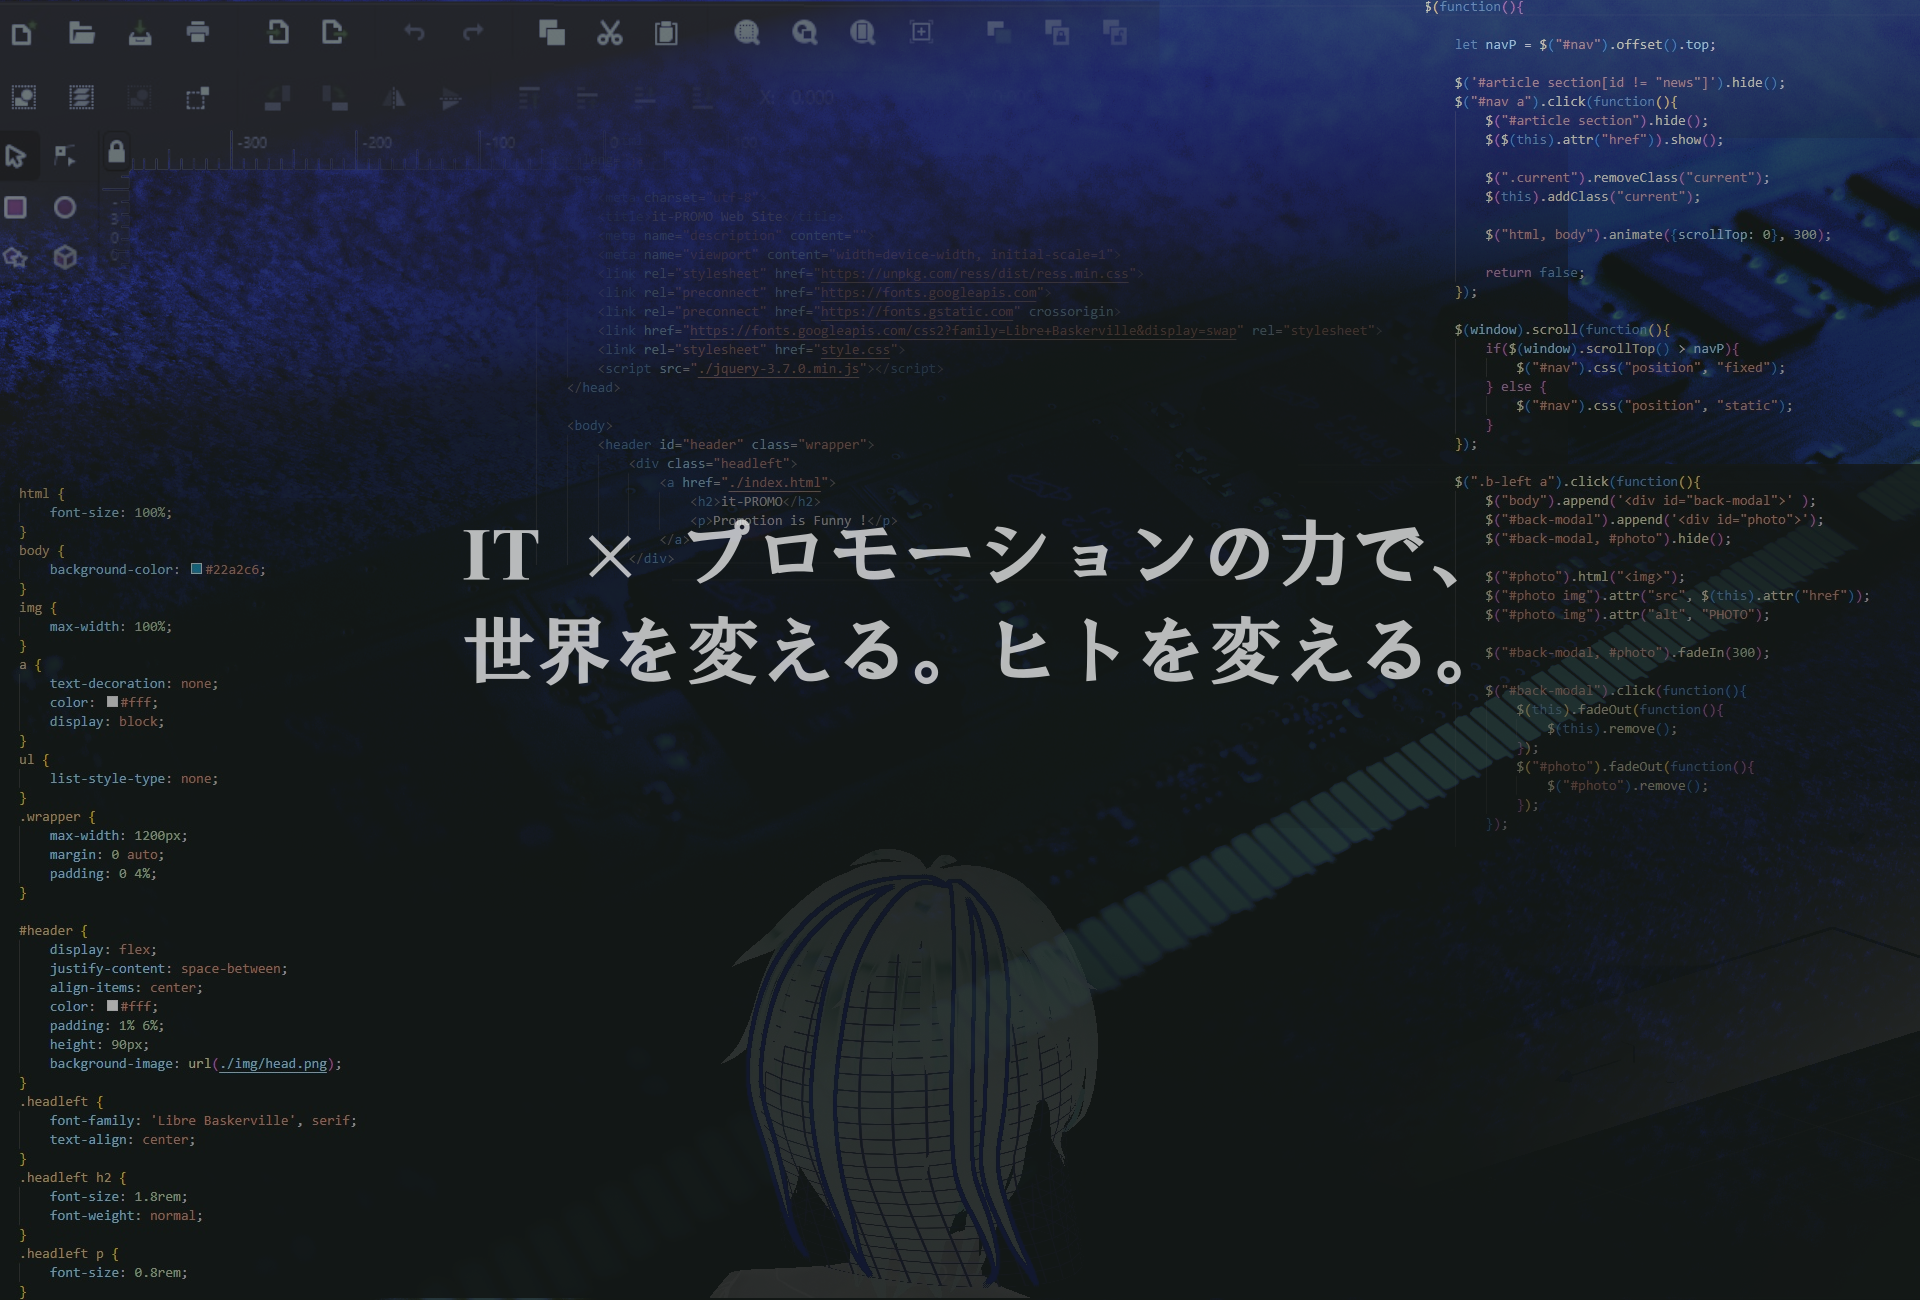 -300 -200 -100 0
X: 0.000
<meta charset="utf-8">
<title>it-PROMO Web Site</title>
<meta name="description" content="">
<meta name="viewport" content="width=device-width, initial-scale=1">
<link rel="stylesheet" href="https://unpkg.com/ress/dist/ress.min.css">
<link rel="preconnect" href="https://fonts.googleapis.com">
<link rel="preconnect" href="https://fonts.gstatic.com" crossorigin>
<link href="https://fonts.googleapis.com/css2?family=Libre+Baskerville&display=swap" rel="stylesheet">
<link rel="stylesheet" href="style.css">
<script src="./jquery-3.7.0.min.js"></script>
</head>
<body>
<header id="header" class="wrapper">
<div class="headleft">
<a href="./index.html">
<h2>it-PROMO</h2>
<p>Promotion is Funny !</p>
</a>
</div>
IT × プロモーションの力で、
世界を変える。ヒトを変える。
html {
font-size: 100%;
}
body {
background-color: #22a2c6;
}
img {
max-width: 100%;
}
a {
text-decoration: none;
color: #fff;
display: block;
}
ul {
list-style-type: none;
}
.wrapper {
max-width: 1200px;
margin: 0 auto;
padding: 0 4%;
}
#header {
display: flex;
justify-content: space-between;
align-items: center;
color: #fff;
padding: 1% 6%;
height: 90px;
background-image: url(./img/head.png);
}
.headleft {
font-family: 'Libre Baskerville', serif;
text-align: center;
}
.headleft h2 {
font-size: 1.8rem;
font-weight: normal;
}
.headleft p {
font-size: 0.8rem;
}
$(function(){
let navP = $("#nav").offset().top;
$('#article section[id != "news"]').hide();
$("#nav a").click(function(){
$("#article section").hide();
$($(this).attr("href")).show();
$(".current").removeClass("current");
$(this).addClass("current");
$("html, body").animate({scrollTop: 0}, 300);
return false;
});
$(window).scroll(function(){
if($(window).scrollTop() > navP){
$("#nav").css("position", "fixed");
} else {
$("#nav").css("position", "static");
}
});
$(".b-left a").click(function(){
$("body").append('<div id="back-modal">' );
$("#back-modal").append('<div id="photo">');
$("#back-modal, #photo").hide();
$("#photo").html("<img>");
$("#photo img").attr("src", $(this).attr("href"));
$("#photo img").attr("alt", "PHOTO");
$("#back-modal, #photo").fadeIn(300);
$("#back-modal").click(function(){
$(this).fadeOut(function(){
$(this).remove();
});
$("#photo").fadeOut(function(){
$("#photo").remove();
});
});